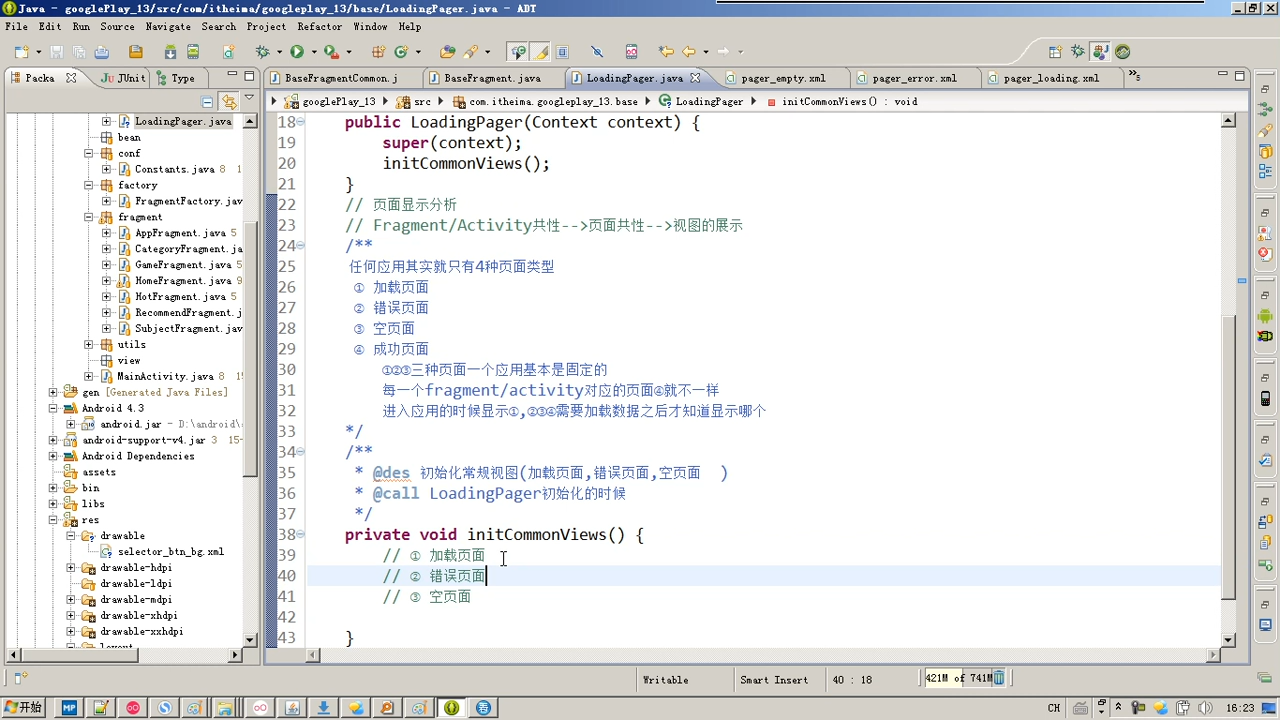 Java - googlePlay_13/src/com/itheima/googleplay_13/base/LoadingPager.java - ADT
File Edit Run Source Navigate Search Project Refactor Window Help
Packa JUnit Type
BaseFragmentCommon.j BaseFragment.java LoadingPager.java pager_empty.xml pager_error.xml pager_loading.xml
googlePlay_13 src com.itheima.googleplay_13.base LoadingPager initCommonViews() : void
LoadingPager.java
bean
conf
Constants.java 8 1
factory
FragmentFactory.jav
fragment
AppFragment.java 5
CategoryFragment.ja
GameFragment.java 5
HomeFragment.java 9
HotFragment.java 5
RecommendFragment.j
SubjectFragment.jav
utils
view
MainActivity.java 8 15
gen [Generated Java Files]
Android 4.3
android.jar - D:\android\
android-support-v4.jar 3 15
Android Dependencies
assets
bin
libs
res
drawable
selector_btn_bg.xml
drawable-hdpi
drawable-ldpi
drawable-mdpi
drawable-xhdpi
drawable-xxhdpi
18 public LoadingPager(Context context) {
19 super(context);
20 initCommonViews();
21 }
22 // 页面显示分析
23 // Fragment/Activity共性-->页面共性-->视图的展示
24 /**
25 任何应用其实就只有4种页面类型
26 ① 加载页面
27 ② 错误页面
28 ③ 空页面
29 ④ 成功页面
30 ①②③三种页面一个应用基本是固定的
31 每一个fragment/activity对应的页面④就不一样
32 进入应用的时候显示①,②③④需要加载数据之后才知道显示哪个
33 */
34 /**
35 * @des 初始化常规视图(加载页面,错误页面,空页面 )
36 * @call LoadingPager初始化的时候
37 */
38 private void initCommonViews() {
39 // ① 加载页面
40 // ② 错误页面
41 // ③ 空页面
42
43 }
Writable Smart Insert 40 : 18 421M of 741M
开始 CH 16:23